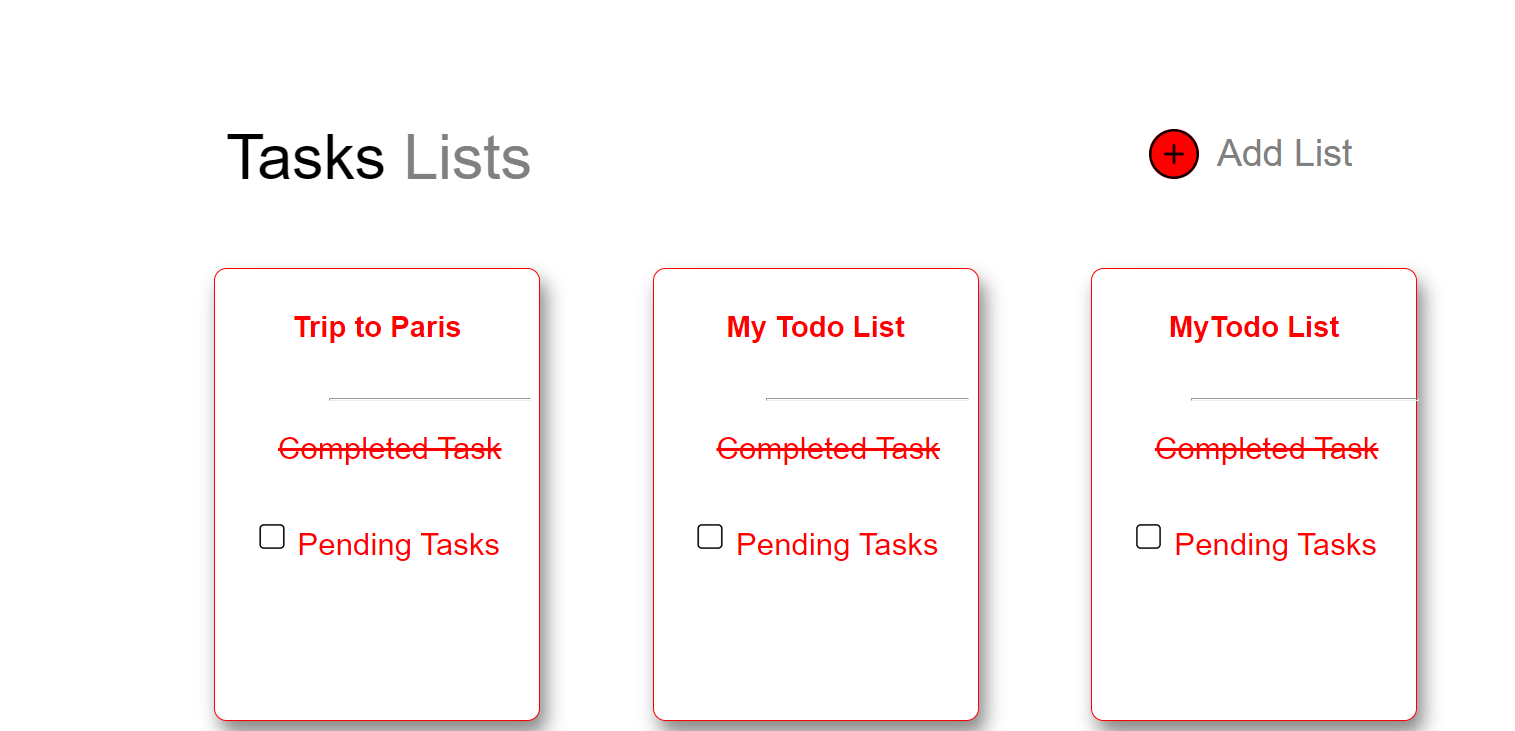 Tasks Lists
+ Add List
Trip to Paris
Completed Task
Pending Tasks
My Todo List
Completed Task
Pending Tasks
MyTodo List
Completed Task
Pending Tasks